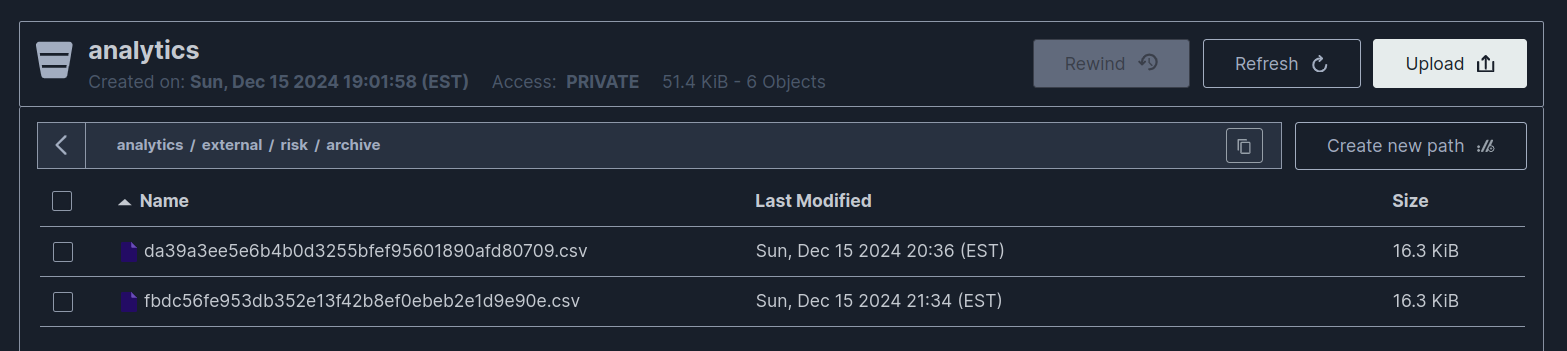 analytics
Created on: Sun, Dec 15 2024 19:01:58 (EST) Access: PRIVATE 51.4 KiB - 6 Objects
Rewind Refresh Upload
analytics / external / risk / archive
Create new path
Name Last Modified Size
da39a3ee5e6b4b0d3255bfef95601890afd80709.csv Sun, Dec 15 2024 20:36 (EST) 16.3 KiB
fbdc56fe953db352e13f42b8ef0ebeb2e1d9e90e.csv Sun, Dec 15 2024 21:34 (EST) 16.3 KiB